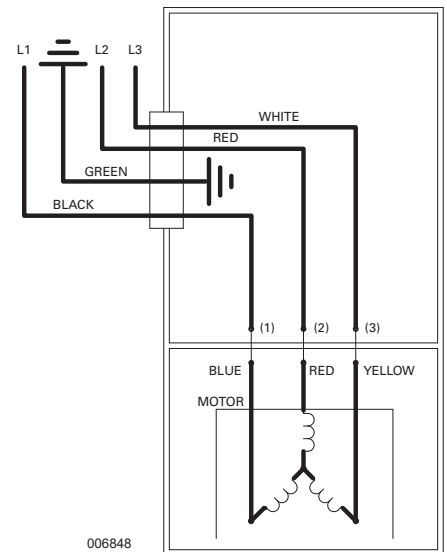 L1 L2 L3
WHITE
RED
GREEN
BLACK
(1) (2) (3)
BLUE RED YELLOW
MOTOR
006848